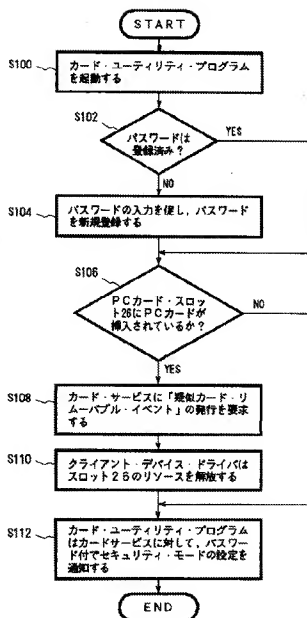 START
S100
カード・ユーティリティ・プログラム
を起動する
S102
パスワードは
登録済み?
YES
NO
S104
パスワードの入力を促し,パスワード
を新規登録する
S106
PCカード・スロッ
ト26にPCカードが
挿入されているか?
NO
YES
S108
カード・サービスに「疑似カード・リ
ムーバブル・イベント」の発行を要求
する
S110
クライアント・デバイス・ドライバは
スロット26のリソースを解放する
S112
カード・ユーティリティ・プログラム
はカードサービスに対して,パスワー
ド付でセキュリティ・モードの設定を
通知する
END